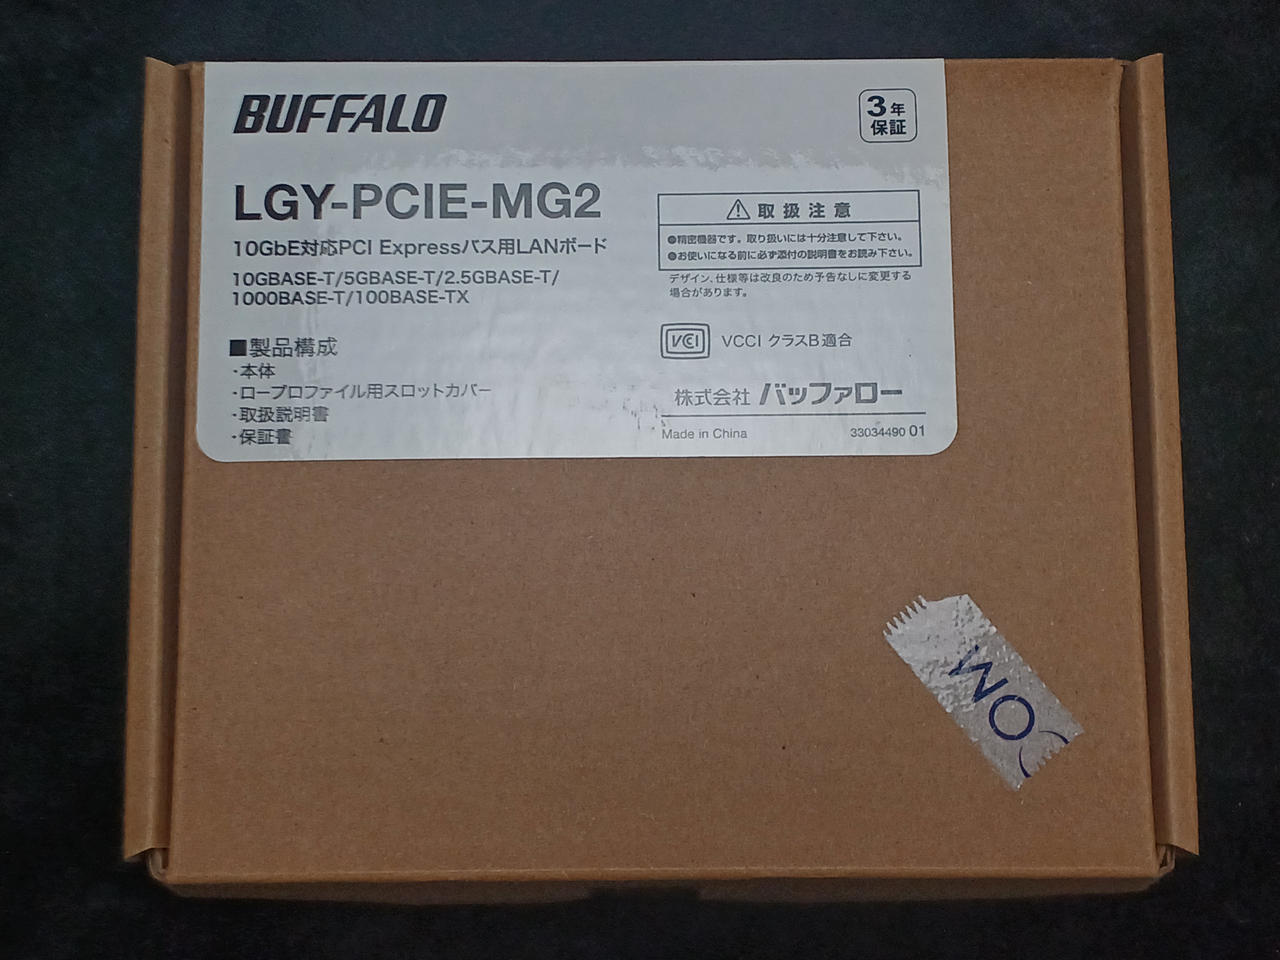 BUFFALO
3年
保証
LGY-PCIE-MG2
10GbE対応PCI Expressバス用LANボード
10GBASE-T/5GBASE-T/2.5GBASE-T/
1000BASE-T/100BASE-TX
■製品構成
・本体
・ロープロファイル用スロットカバー
・取扱説明書
・保証書
取扱注意
●精密機器です。取り扱いには十分注意して下さい。
●お使いになる前に必ず添付の説明書をお読み下さい。
デザイン、仕様等は改良のため予告なしに変更する
場合があります。
VCCI VCCI クラスB適合
株式会社 バッファロー
Made in China 33034490 01
OM